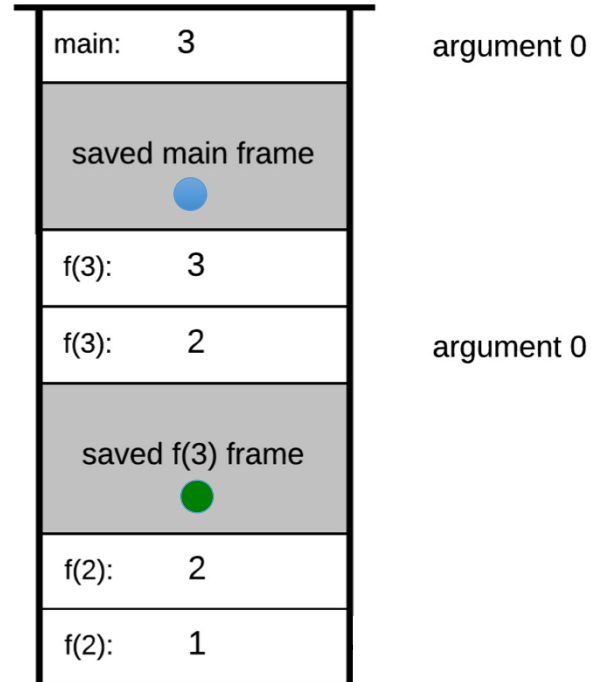 main: 3 argument 0
saved main frame
f(3): 3
f(3): 2 argument 0
saved f(3) frame
f(2): 2
f(2): 1